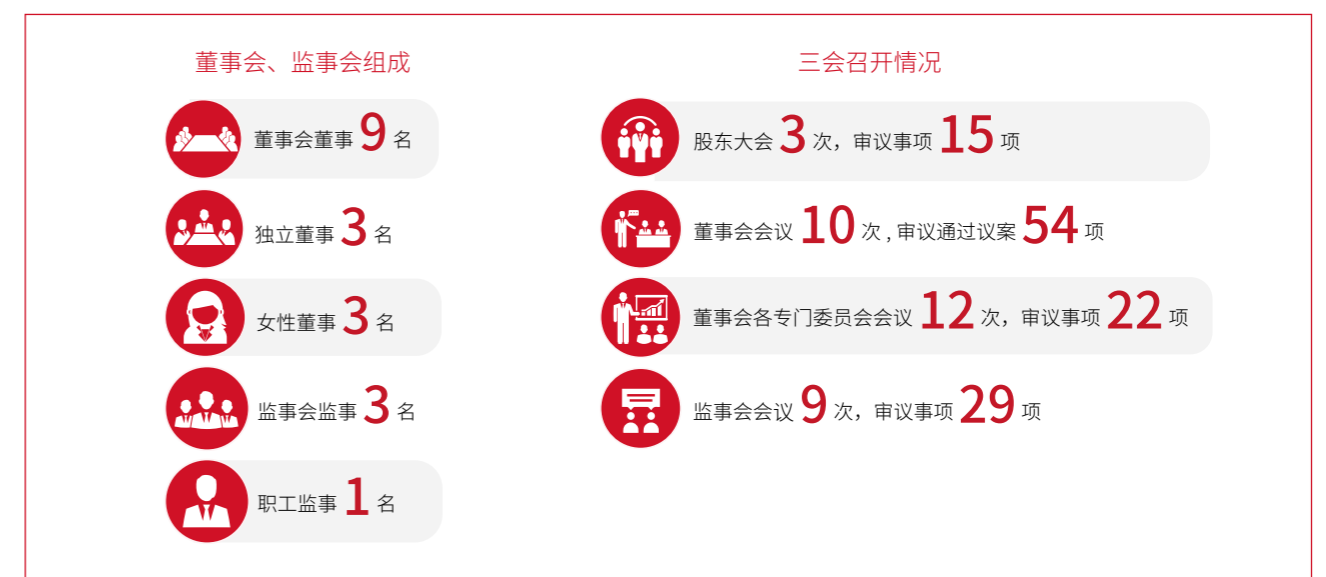 董事会、监事会组成
董事会董事 9 名
独立董事 3 名
女性董事 3 名
监事会监事 3 名
职工监事 1 名
三会召开情况
股东大会 3 次，审议事项 15 项
董事会会议 10 次 , 审议通过议案 54 项
董事会各专门委员会会议 12 次，审议事项 22 项
监事会会议 9 次，审议事项 29 项